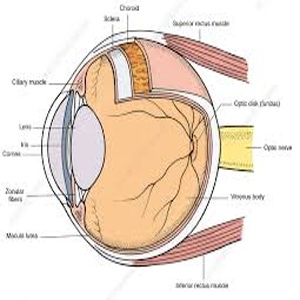 Choroid
Sclera
Superior rectus muscle
Ciliary muscle
Optic disk (fundus)
Lens
Iris
Cornea
Optic nerve
Zonular
fibers
Vitreous body
Macula lutea
Inferior rectus muscle